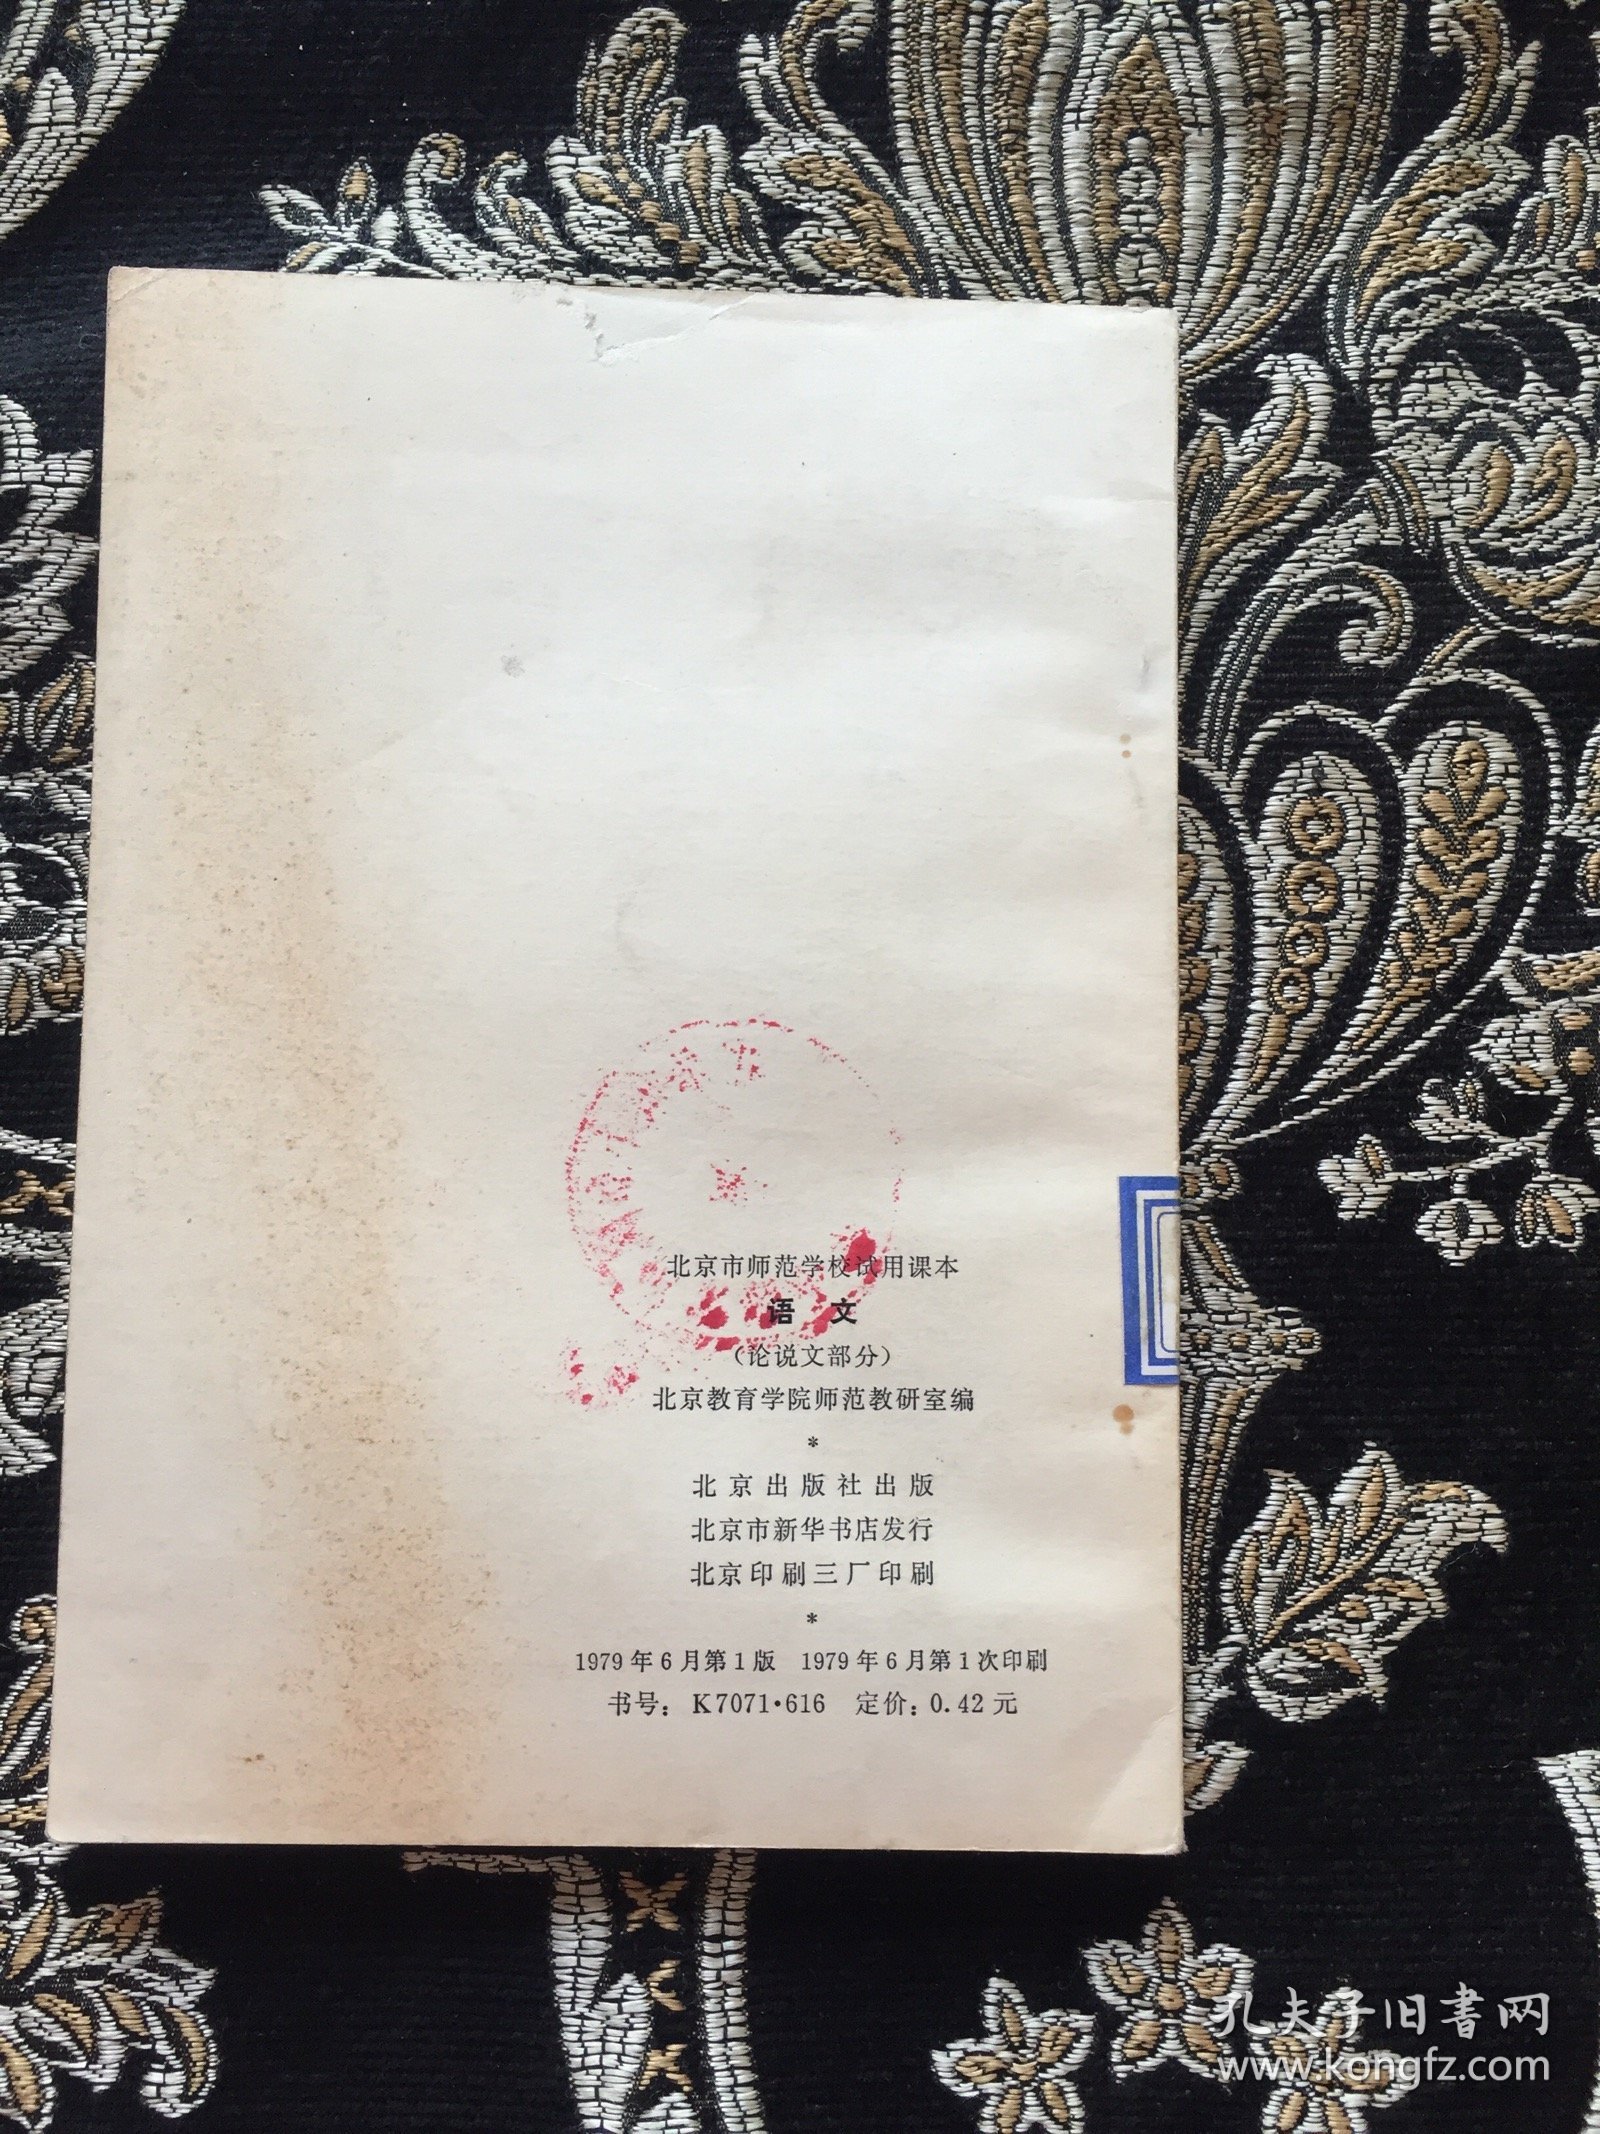 北京市师范学校试用课本
语 文
（论说文部分）
北京教育学院师范教研室编
*
北京出版社出版
北京市新华书店发行
北京印刷三厂印刷
*
1979年6月第1版 1979年6月第1次印刷
书号：K7071·616 定价：0.42元
孔夫子旧书网
www.kongfz.com